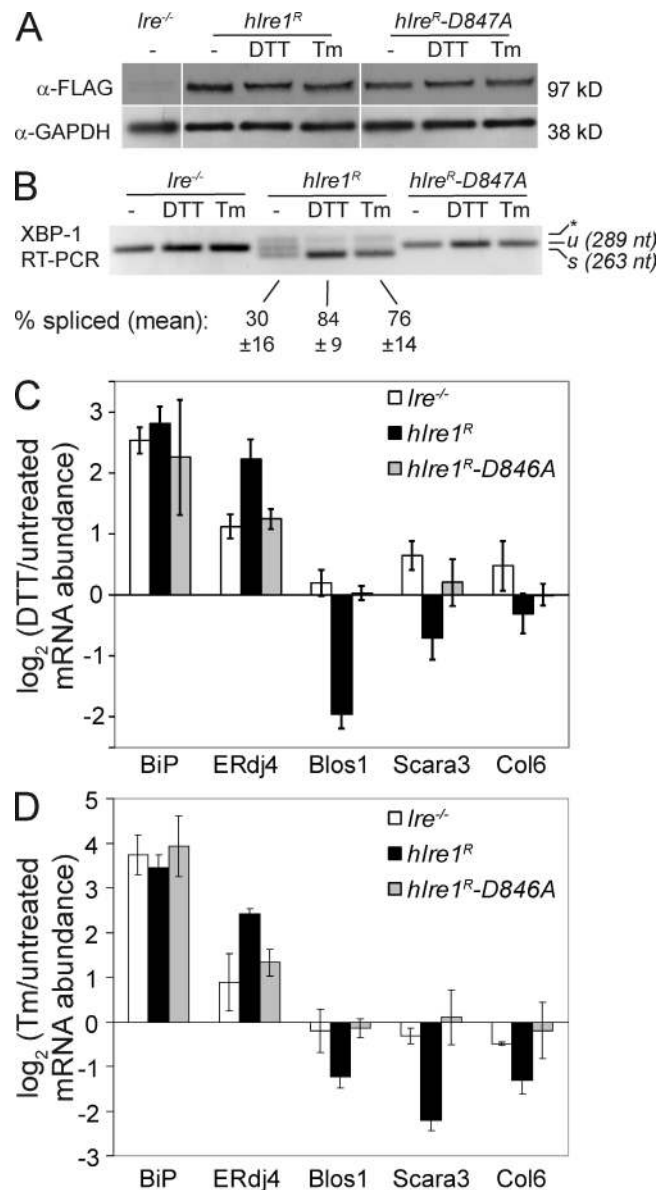 A
Ire-/-
hIre1R
hIreR-D847A
- - DTT Tm - DTT Tm
α-FLAG
97 kD
α-GAPDH
38 kD
B
Ire-/-
hIre1R
hIreR-D847A
- DTT Tm - DTT Tm - DTT Tm
XBP-1
RT-PCR
*
u (289 nt)
s (263 nt)
% spliced (mean): 30 84 76
±16 ± 9 ±14
C
log2 (DTT/untreated
mRNA abundance)
3
2
1
0
-1
-2
Ire-/-
hIre1R
hIre1R-D846A
BiP ERdj4 Blos1 Scara3 Col6
D
log2 (Tm/untreated
mRNA abundance)
5
4
3
2
1
0
-1
-2
-3
Ire-/-
hIre1R
hIre1R-D846A
BiP ERdj4 Blos1 Scara3 Col6